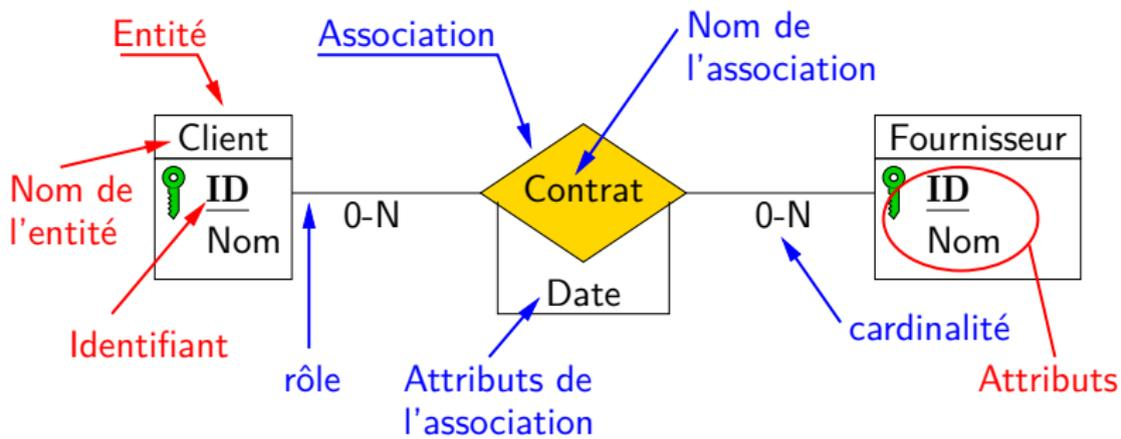 Entité
Association
Nom de
l'association
Client
Fournisseur
Nom de
l'entité
ID
Nom
0-N
Contrat
Date
0-N
ID
Nom
Identifiant
rôle
Attributs de
l'association
cardinalité
Attributs